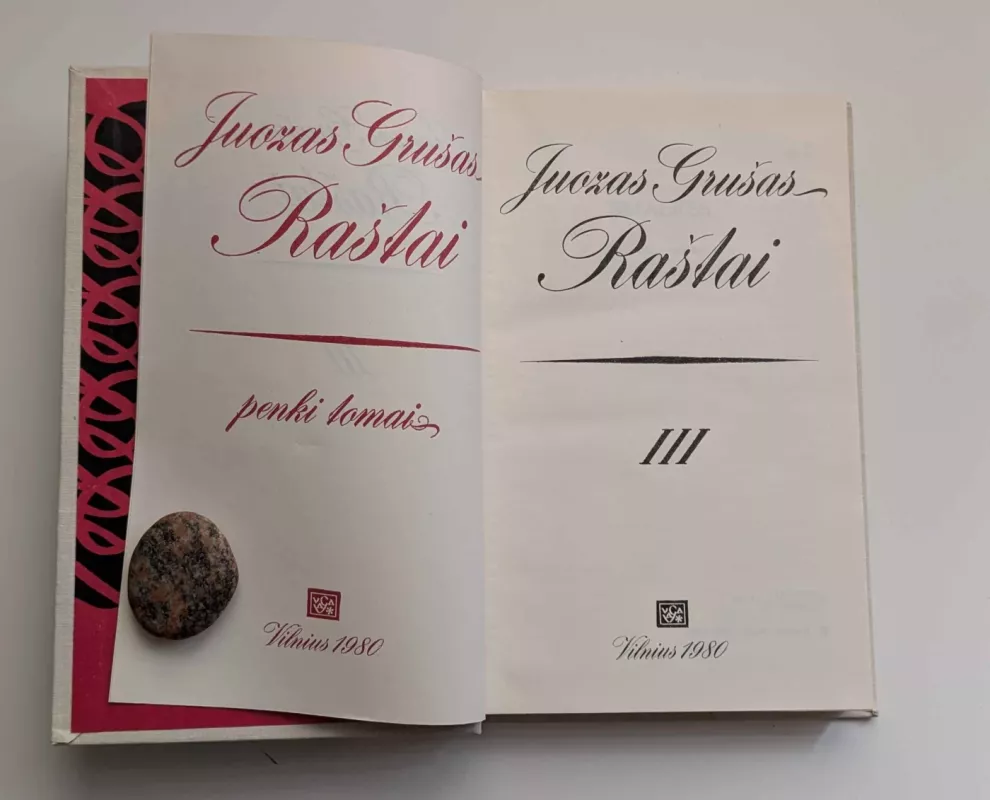 Juozas Grušas
Raštai
penki tomai
Vilnius 1980
Juozas Grušas
Raštai
III
Vilnius 1980